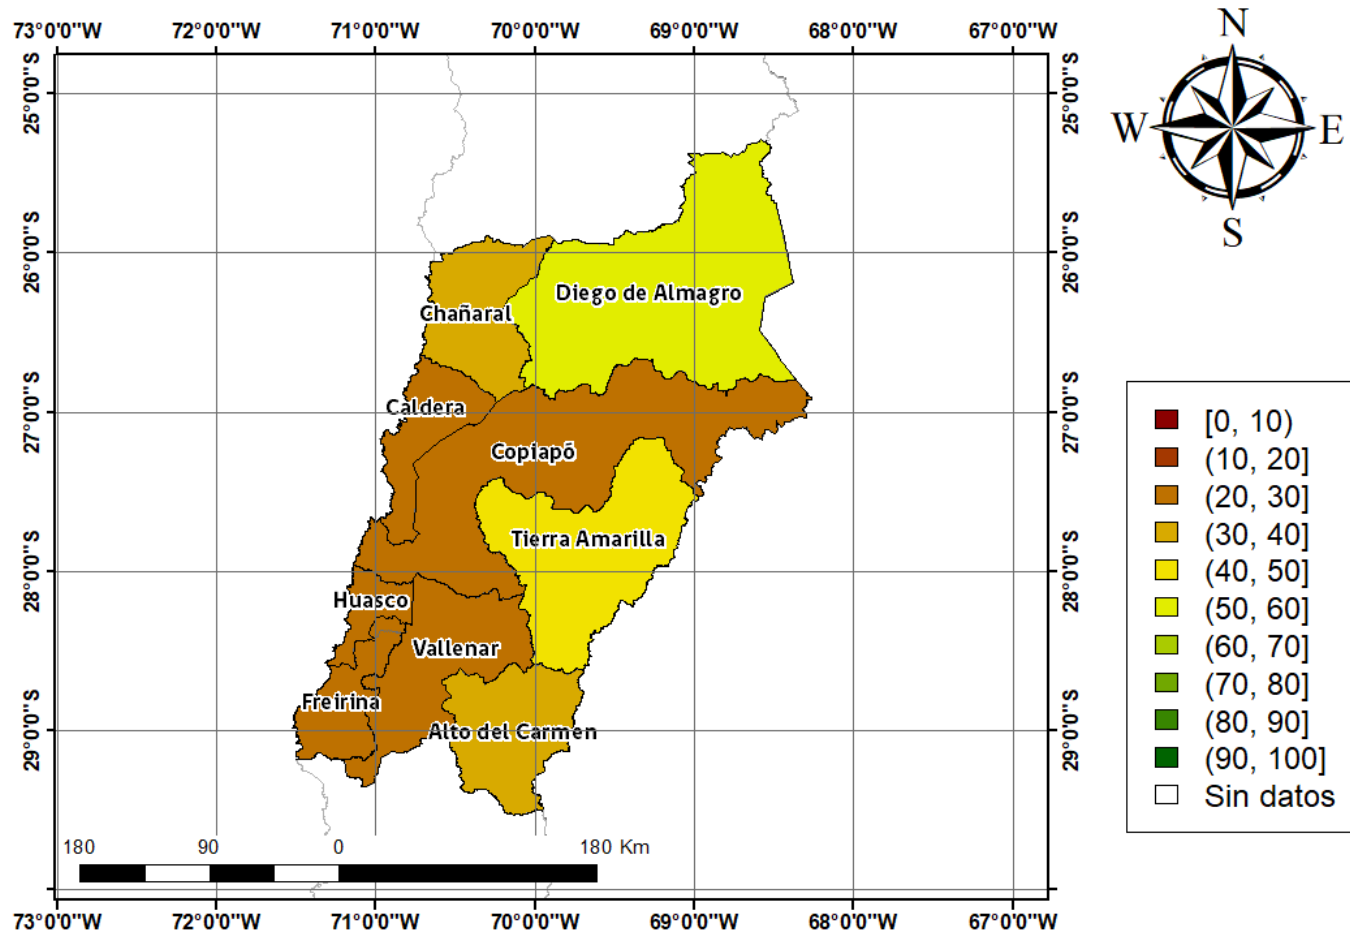 73°0'0"W 72°0'0"W 71°0'0"W 70°0'0"W 69°0'0"W 68°0'0"W 67°0'0"W
N
W E
S
25°0'0"S 25°0'0"S
26°0'0"S 26°0'0"S
27°0'0"S 27°0'0"S
28°0'0"S 28°0'0"S
29°0'0"S 29°0'0"S
Diego de Almagro
Chañaral
Caldera
Copiapó
Tierra Amarilla
Huasco
Vallenar
Freirina
Alto del Carmen
[0, 10)
(10, 20]
(20, 30]
(30, 40]
(40, 50]
(50, 60]
(60, 70]
(70, 80]
(80, 90]
(90, 100]
Sin datos
180 90 0 180 Km
73°0'0"W 72°0'0"W 71°0'0"W 70°0'0"W 69°0'0"W 68°0'0"W 67°0'0"W